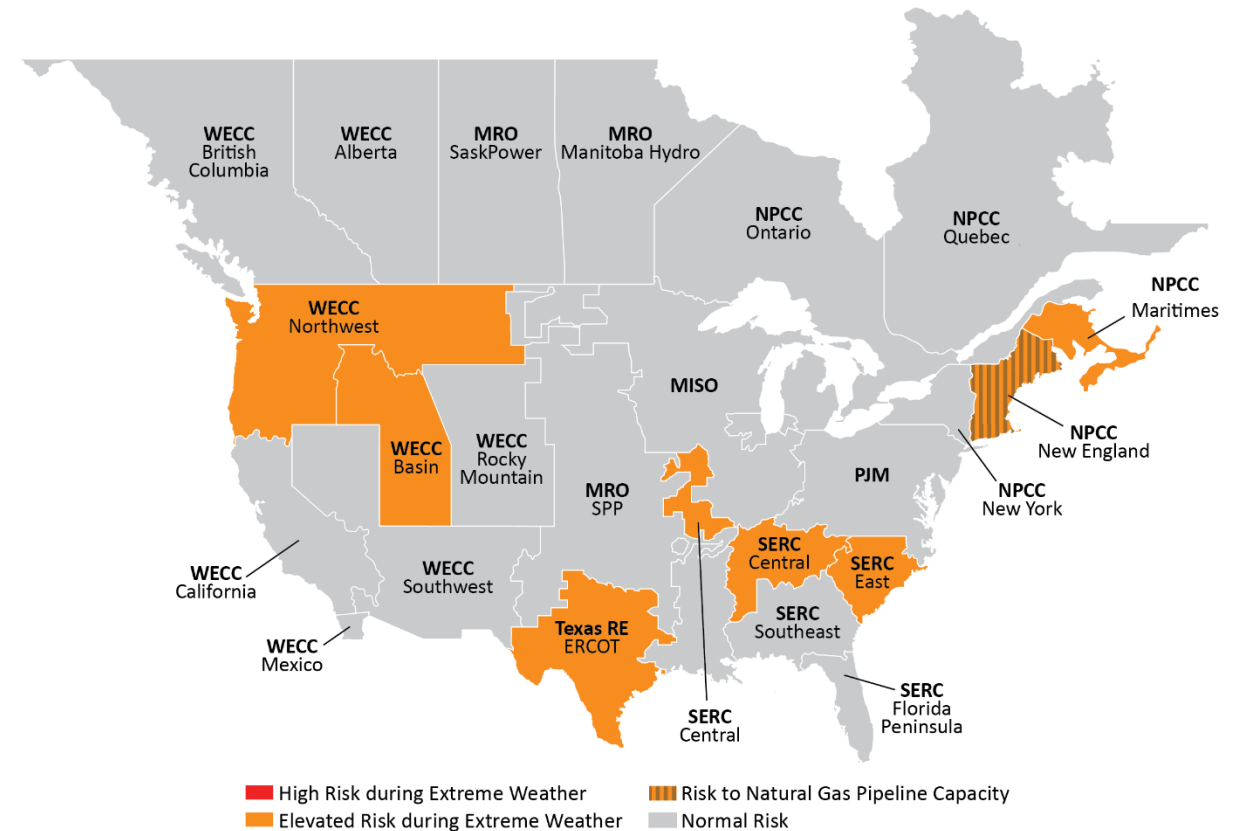 WECC
British
Columbia
WECC
Alberta
MRO
SaskPower
MRO
Manitoba Hydro
NPCC
Ontario
NPCC
Quebec
NPCC
Maritimes
WECC
Northwest
MISO
WECC
Basin
WECC
Rocky
Mountain
MRO
SPP
PJM
NPCC
New England
NPCC
New York
SERC
Central
SERC
East
WECC
California
WECC
Southwest
SERC
Southeast
Texas RE
ERCOT
WECC
Mexico
SERC
Central
SERC
Florida
Peninsula
High Risk during Extreme Weather
Risk to Natural Gas Pipeline Capacity
Elevated Risk during Extreme Weather
Normal Risk